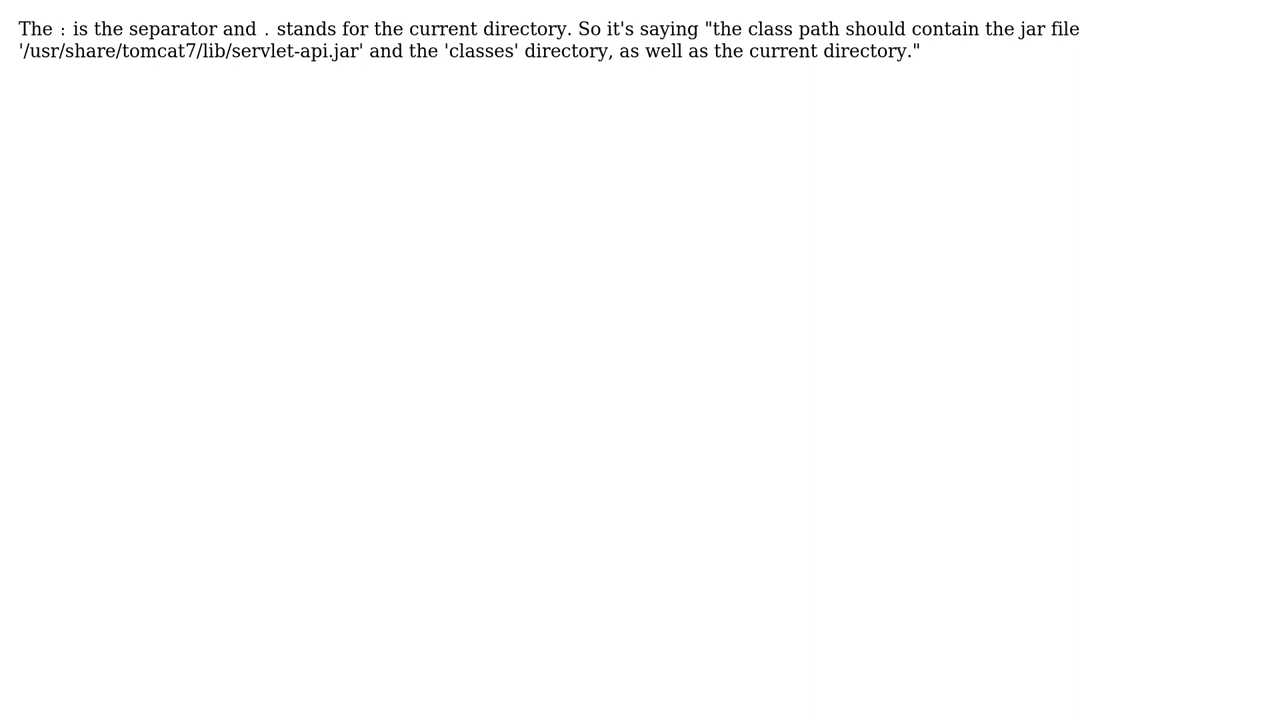 The : is the separator and . stands for the current directory. So it's saying "the class path should contain the jar file
'/usr/share/tomcat7/lib/servlet-api.jar' and the 'classes' directory, as well as the current directory."